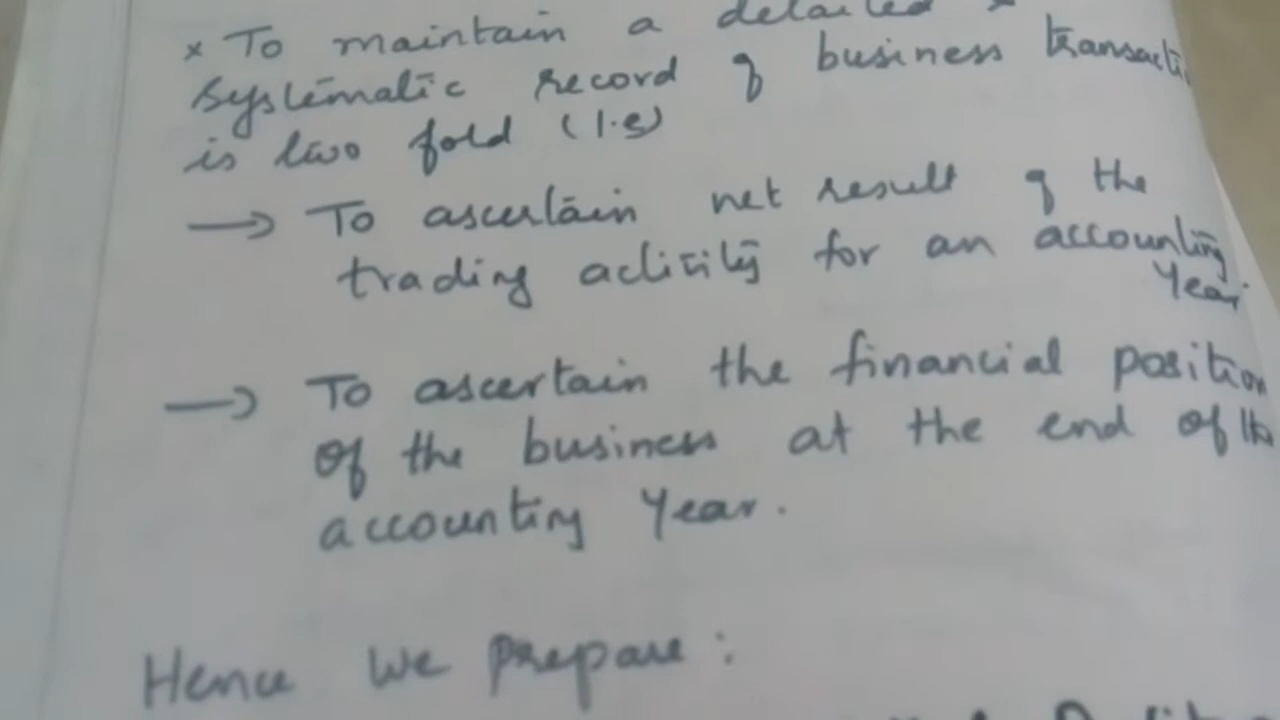 × To maintain a detailed
systematic record of business transacti
is two fold (i.e)
→ To ascertain net result of the
trading activity for an accounting
Year.
→ To ascertain the financial position
of the business at the end of the
accounting Year.
Hence We prepare :